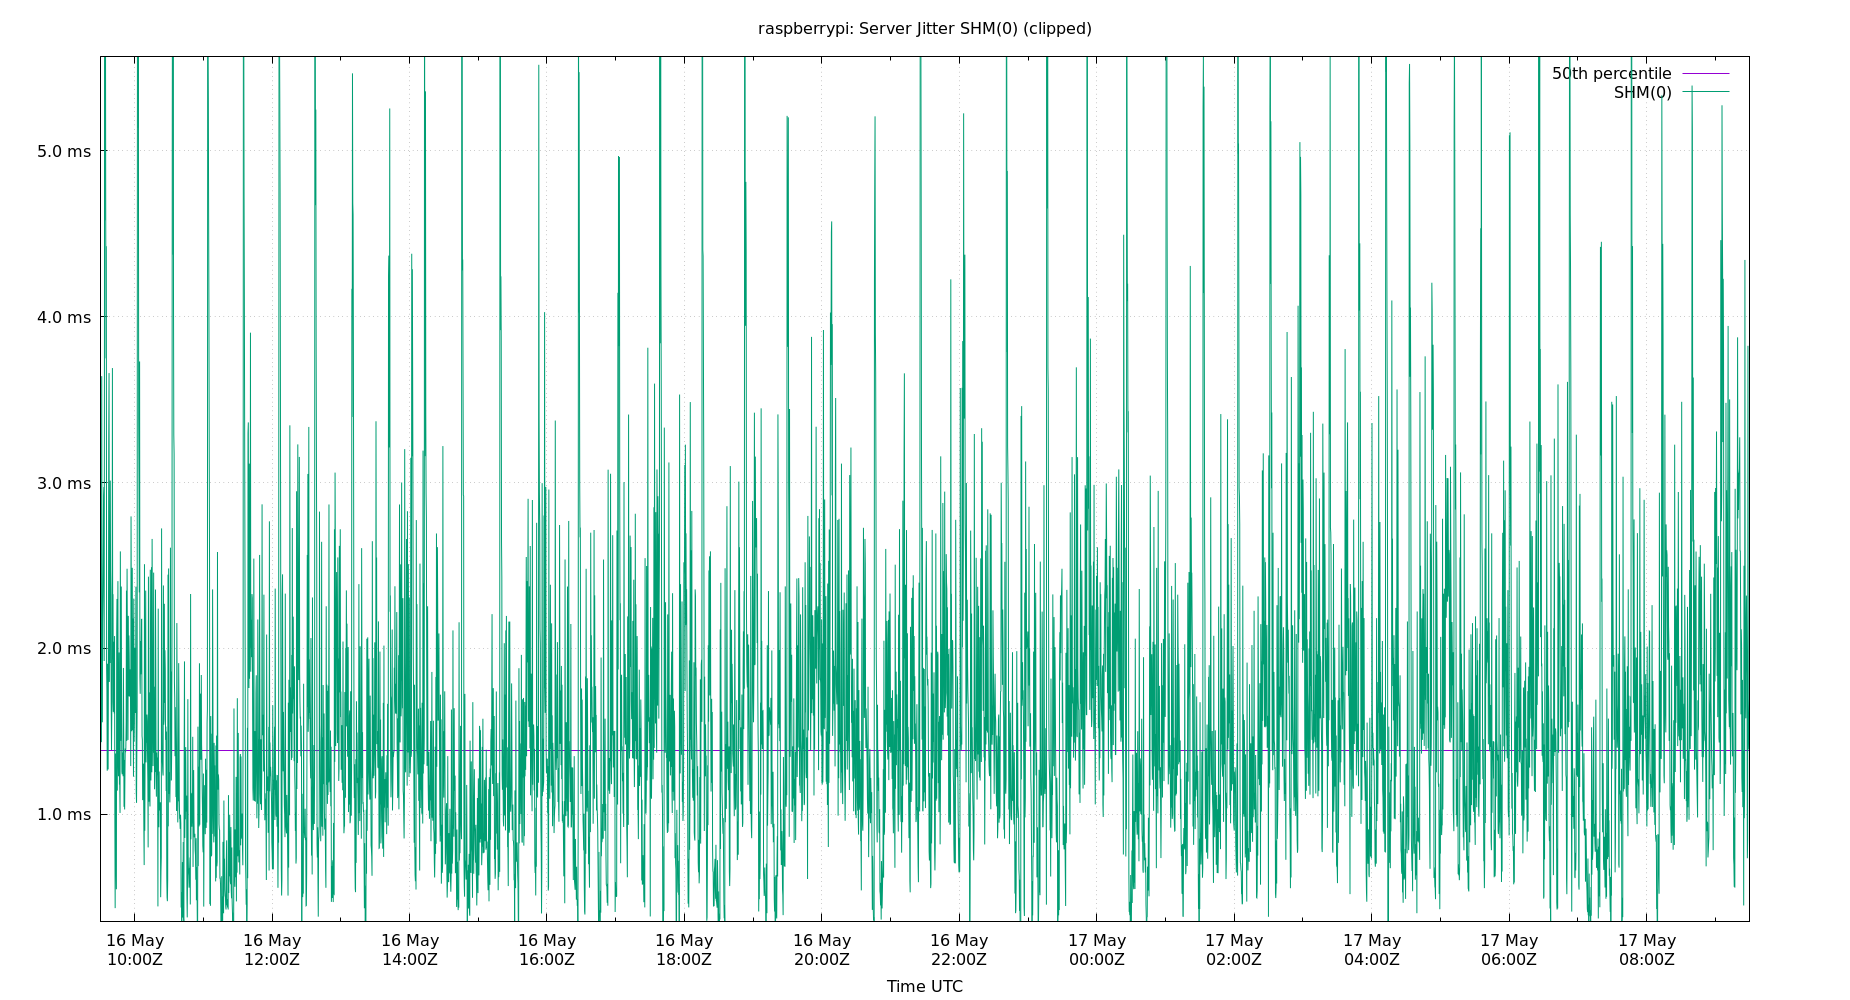 raspberrypi: Server Jitter SHM(0) (clipped)
50th percentile
SHM(0)
5.0 ms
4.0 ms
3.0 ms
2.0 ms
1.0 ms
16 May 16 May 16 May 16 May 16 May 16 May 16 May 17 May 17 May 17 May 17 May 17 May
10:00Z 12:00Z 14:00Z 16:00Z 18:00Z 20:00Z 22:00Z 00:00Z 02:00Z 04:00Z 06:00Z 08:00Z
Time UTC